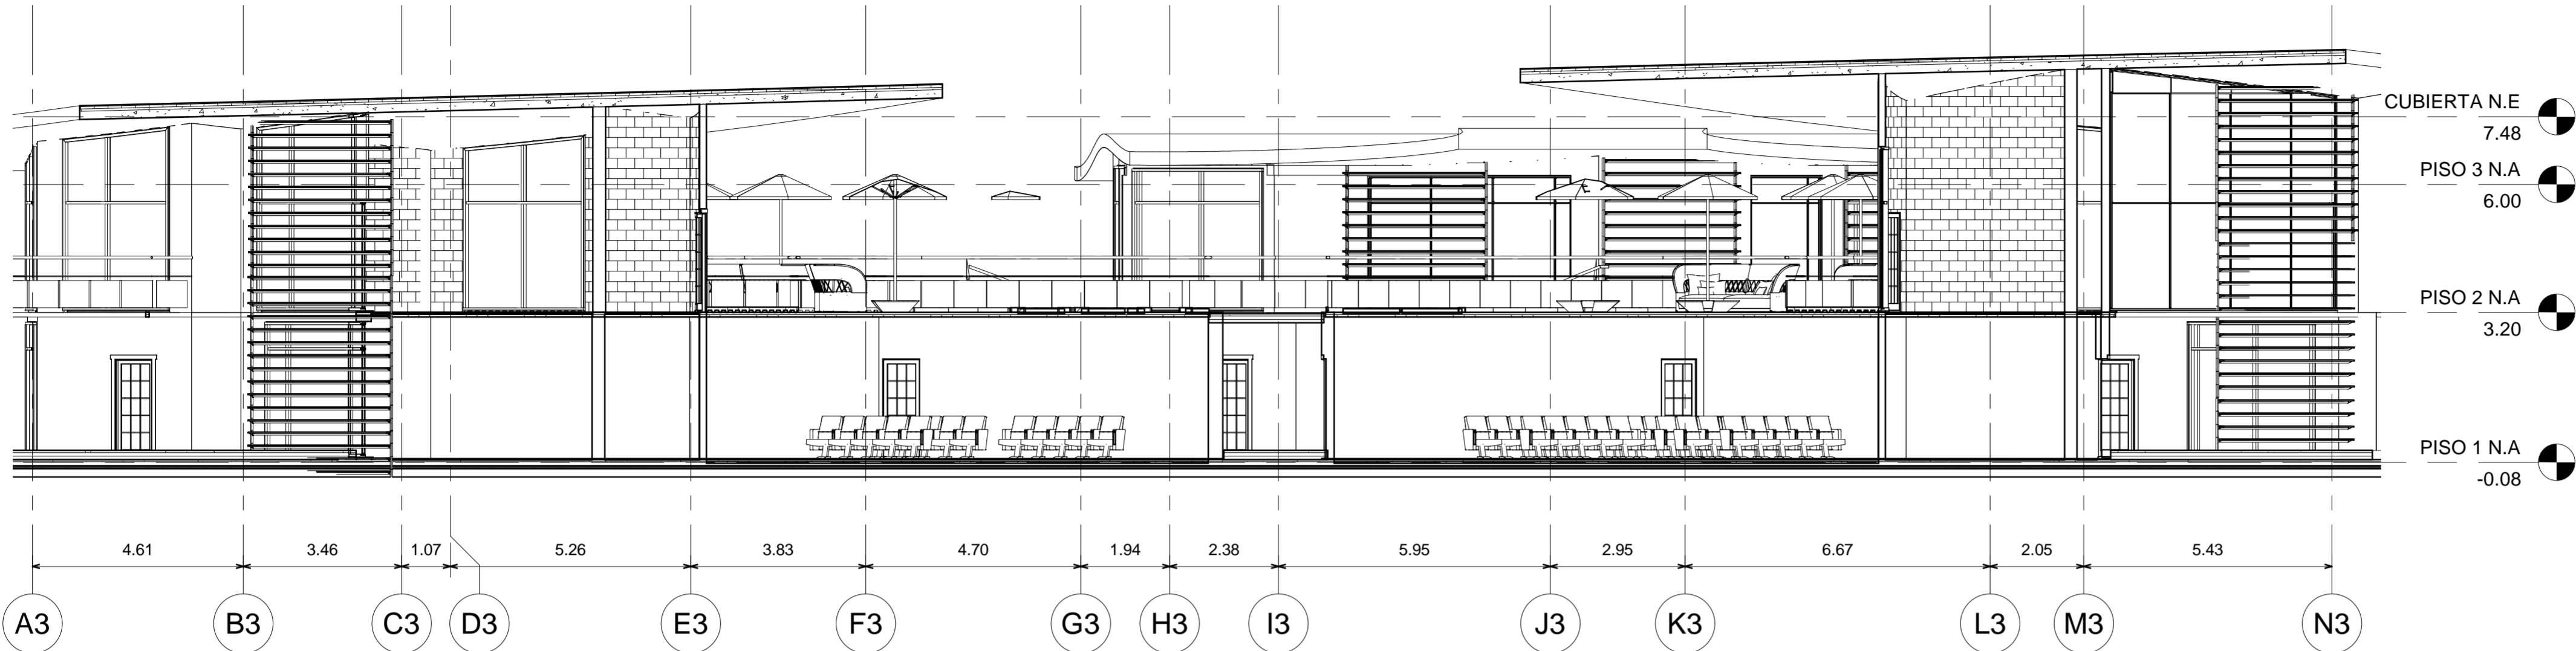 CUBIERTA N.E
7.48
PISO 3 N.A
6.00
PISO 2 N.A
3.20
PISO 1 N.A
-0.08
4.61 3.46 1.07 5.26 3.83 4.70 1.94 2.38 5.95 2.95 6.67 2.05 5.43
A3 B3 C3 D3 E3 F3 G3 H3 I3 J3 K3 L3 M3 N3